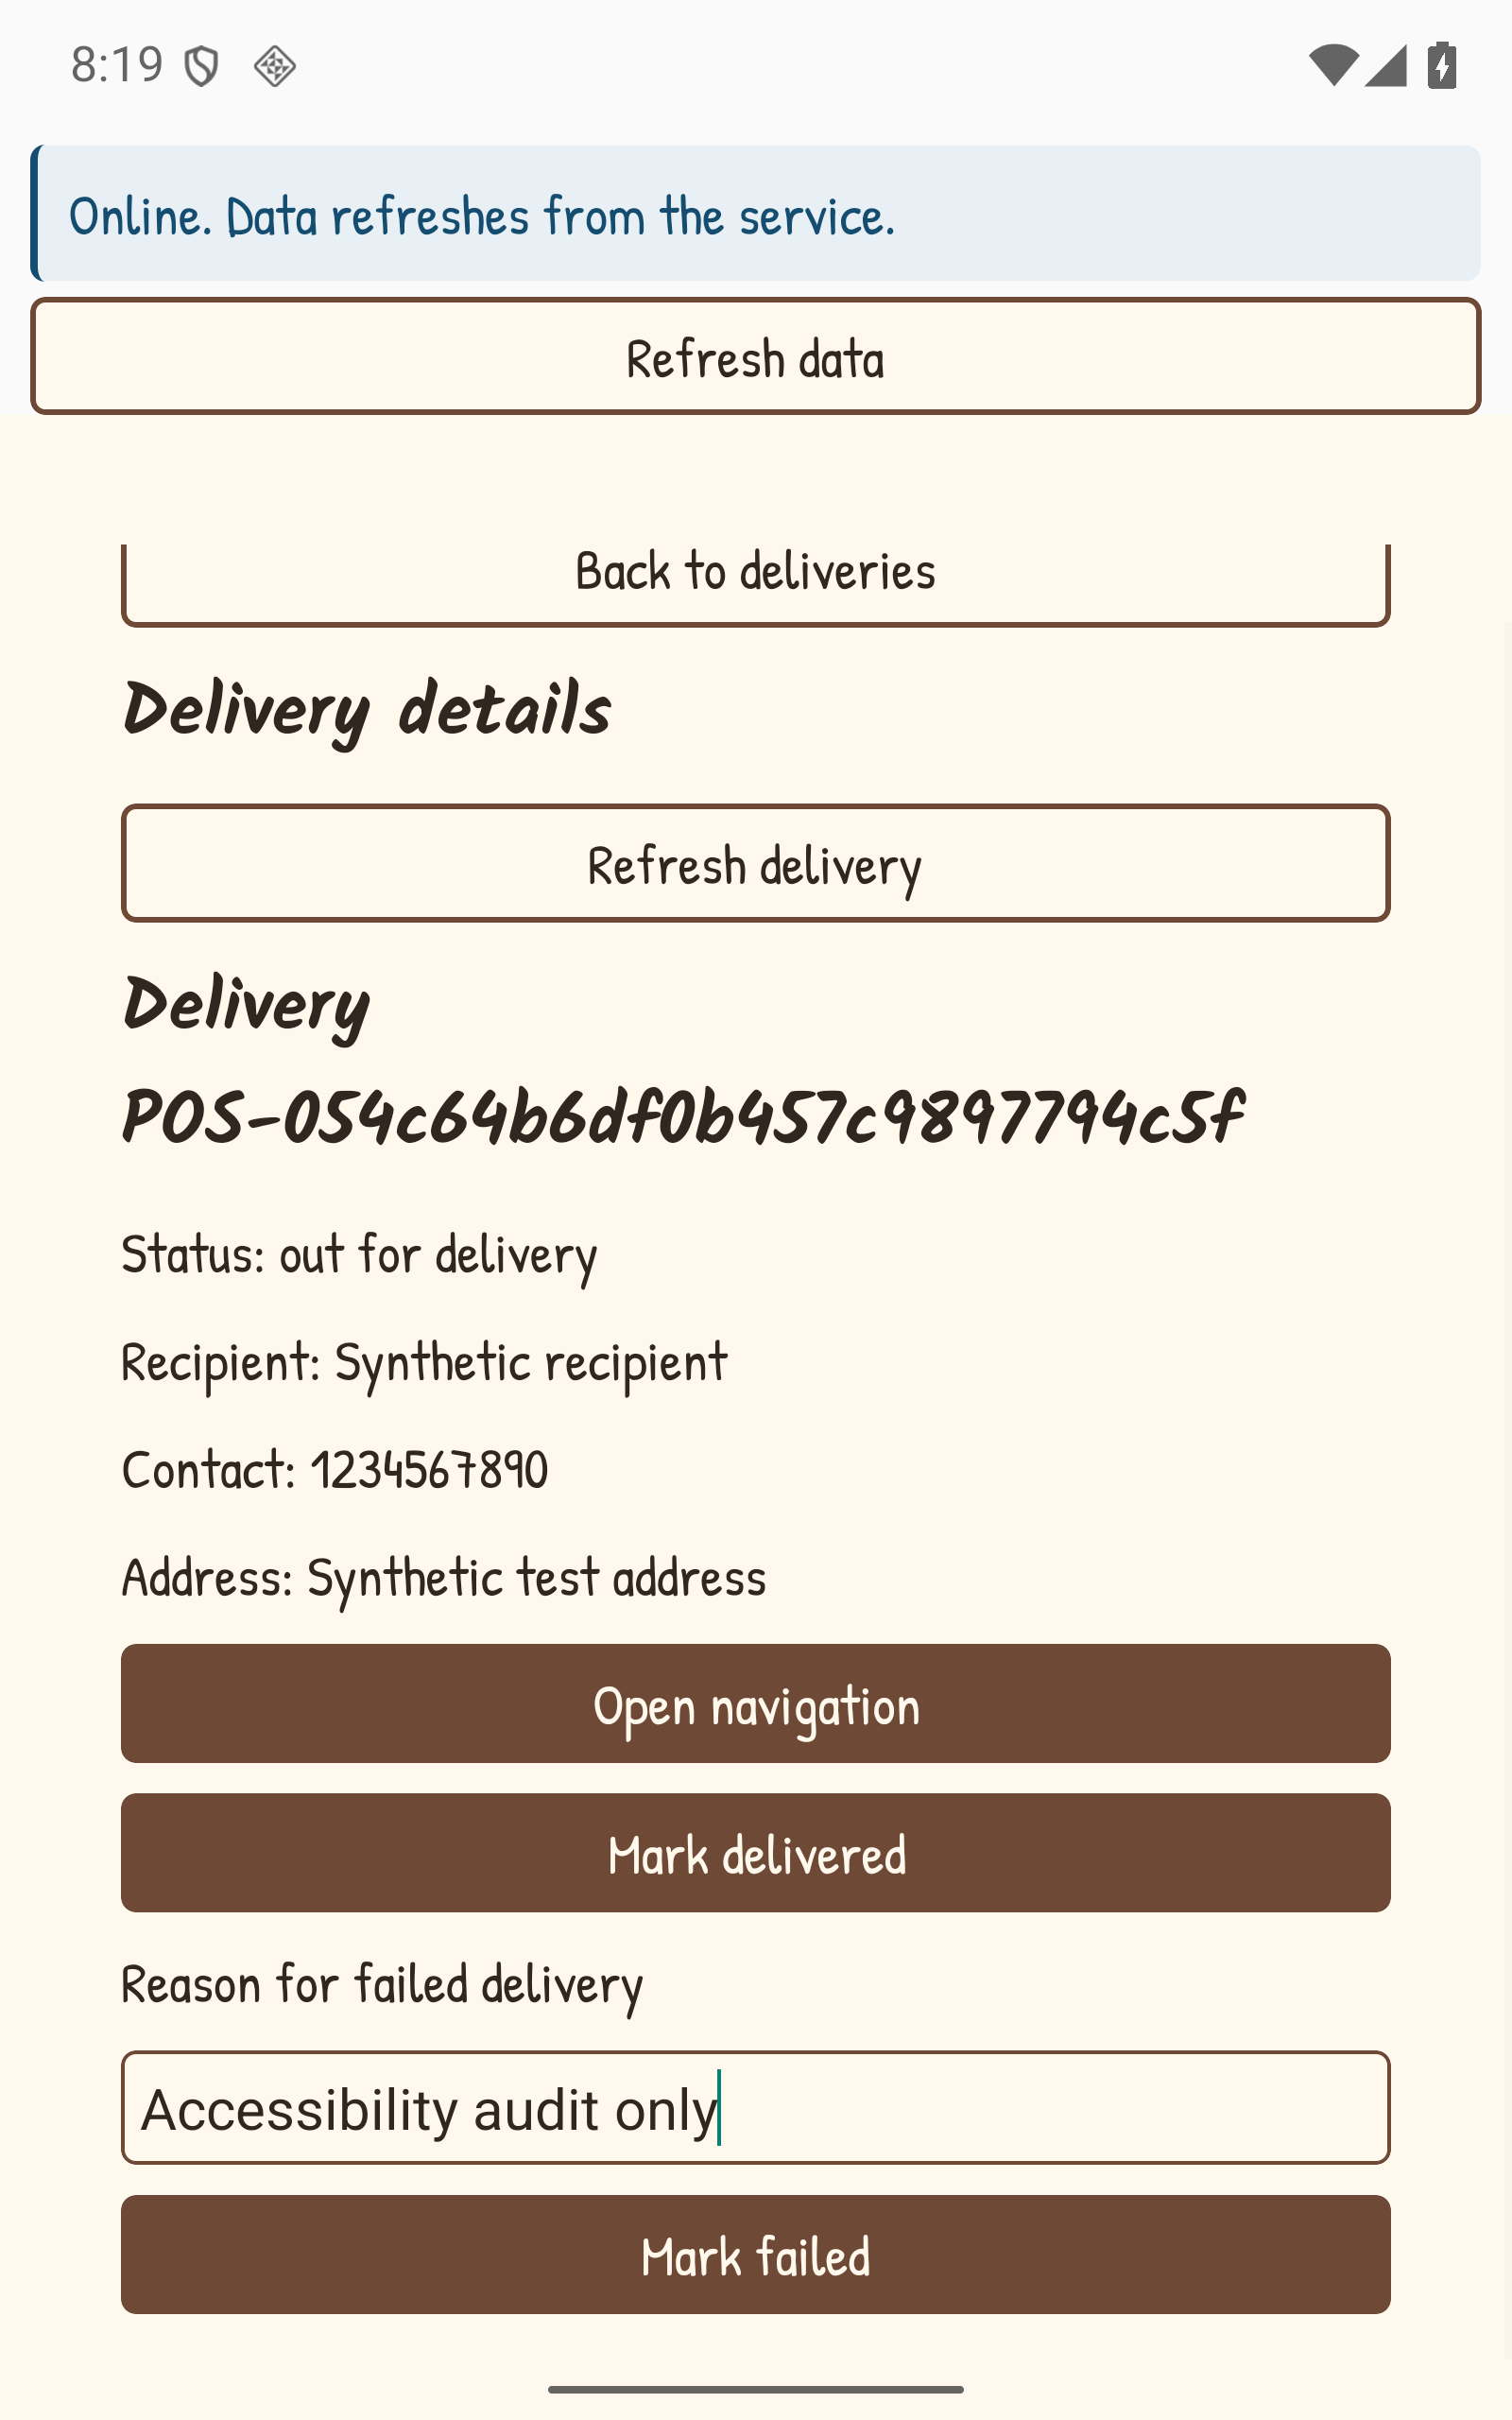 8:19
Online. Data refreshes from the service.
Refresh data
Back to deliveries
Delivery details
Refresh delivery
Delivery
POS-054c64b6df0b457c9897794c5f
Status: out for delivery
Recipient: Synthetic recipient
Contact: 1234567890
Address: Synthetic test address
Open navigation
Mark delivered
Reason for failed delivery
Accessibility audit only
Mark failed